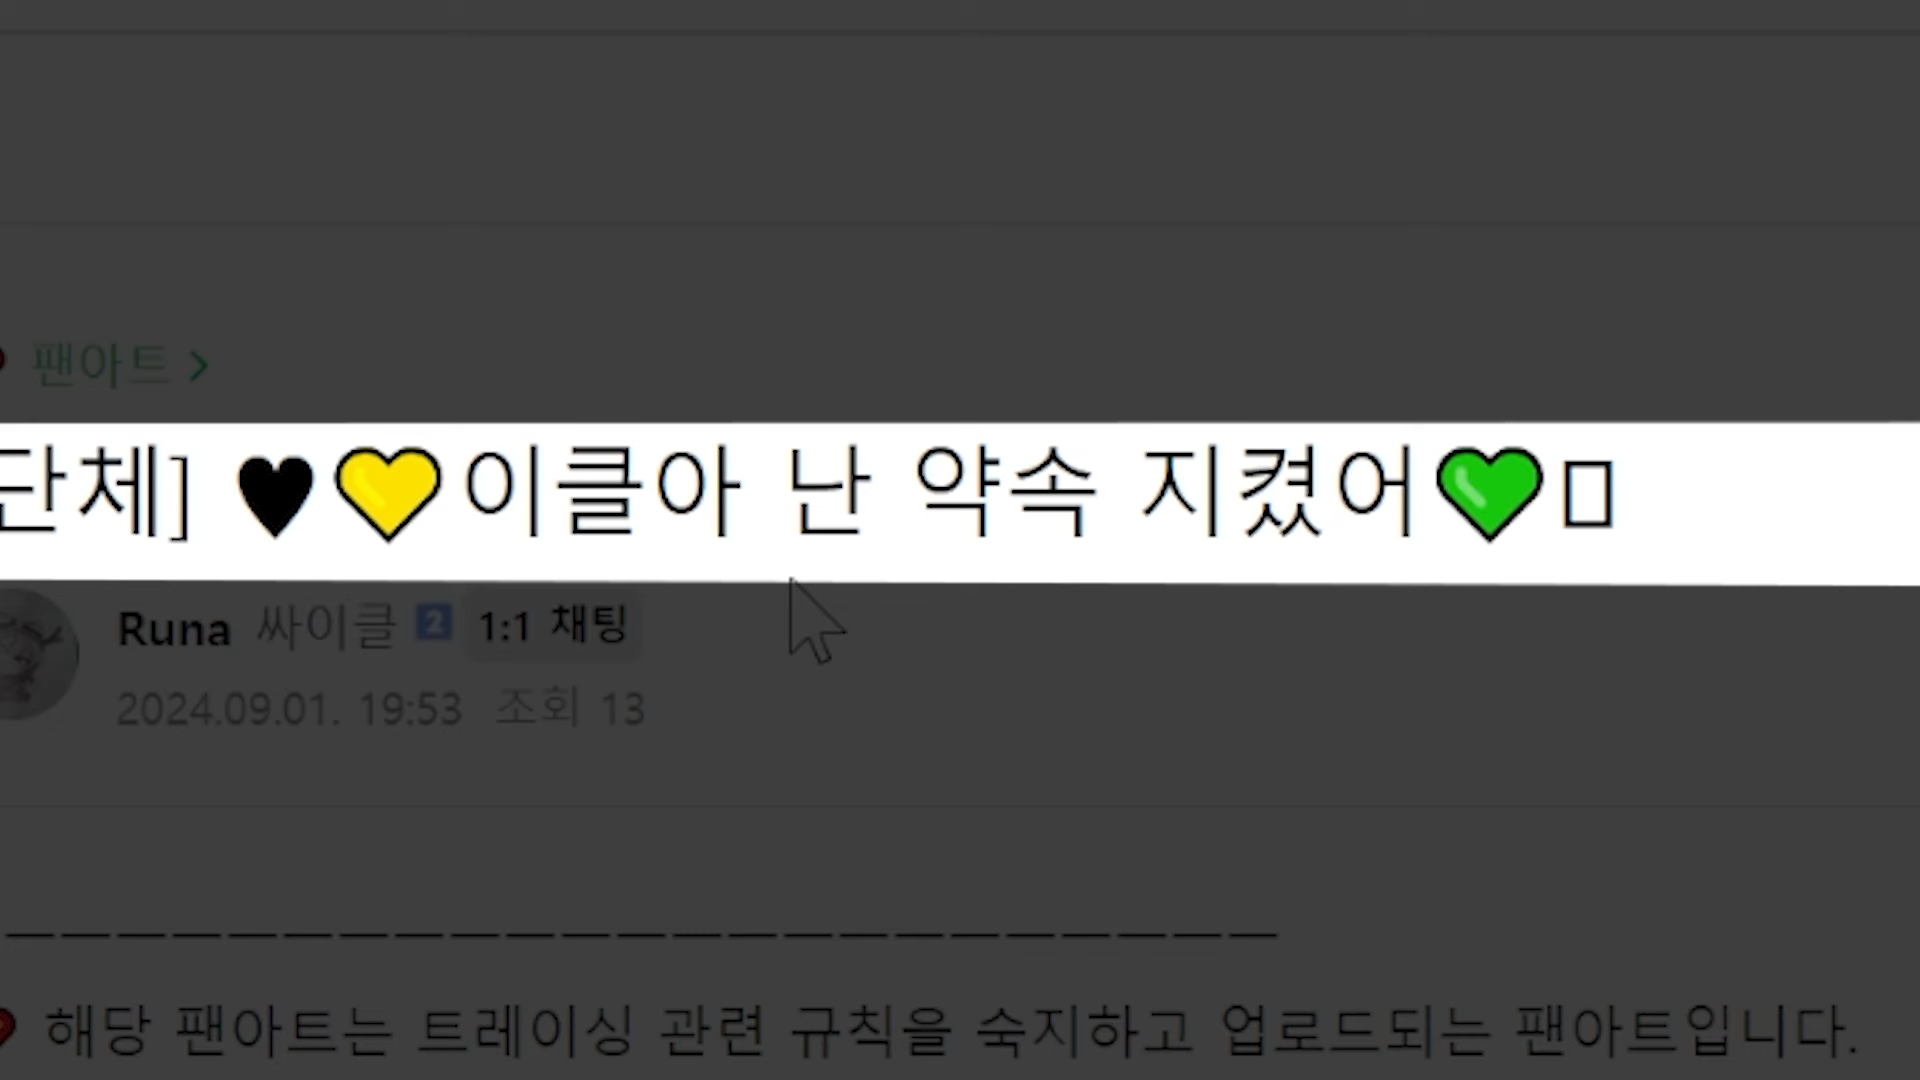 팬아트 >
단체] ♥💛이클아 난 약속 지켰어💚▯
Runa 싸이클 2 1:1 채팅
2024.09.01. 19:53 조회 13
————————————————————————
해당 팬아트는 트레이싱 관련 규칙을 숙지하고 업로드되는 팬아트입니다.